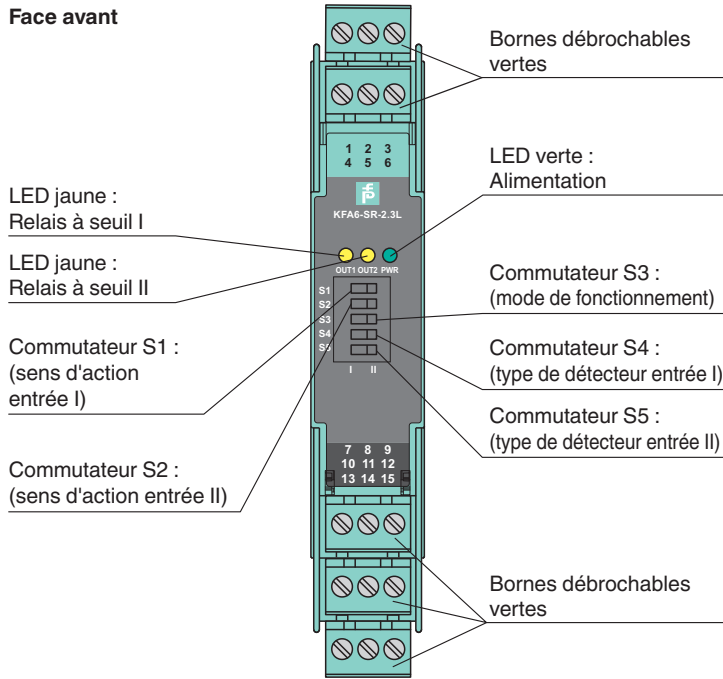 Face avant
Bornes débrochables
vertes
1 2 3
4 5 6
LED verte :
Alimentation
LED jaune :
Relais à seuil I
KFA6-SR-2.3L
LED jaune :
Relais à seuil II
OUT1 OUT2 PWR
S1
S2
S3
S4
S5
I II
Commutateur S3 :
(mode de fonctionnement)
Commutateur S1 :
(sens d'action
entrée I)
Commutateur S4 :
(type de détecteur entrée I)
Commutateur S5 :
(type de détecteur entrée II)
Commutateur S2 :
(sens d'action entrée II)
7 8 9
10 11 12
13 14 15
Bornes débrochables
vertes